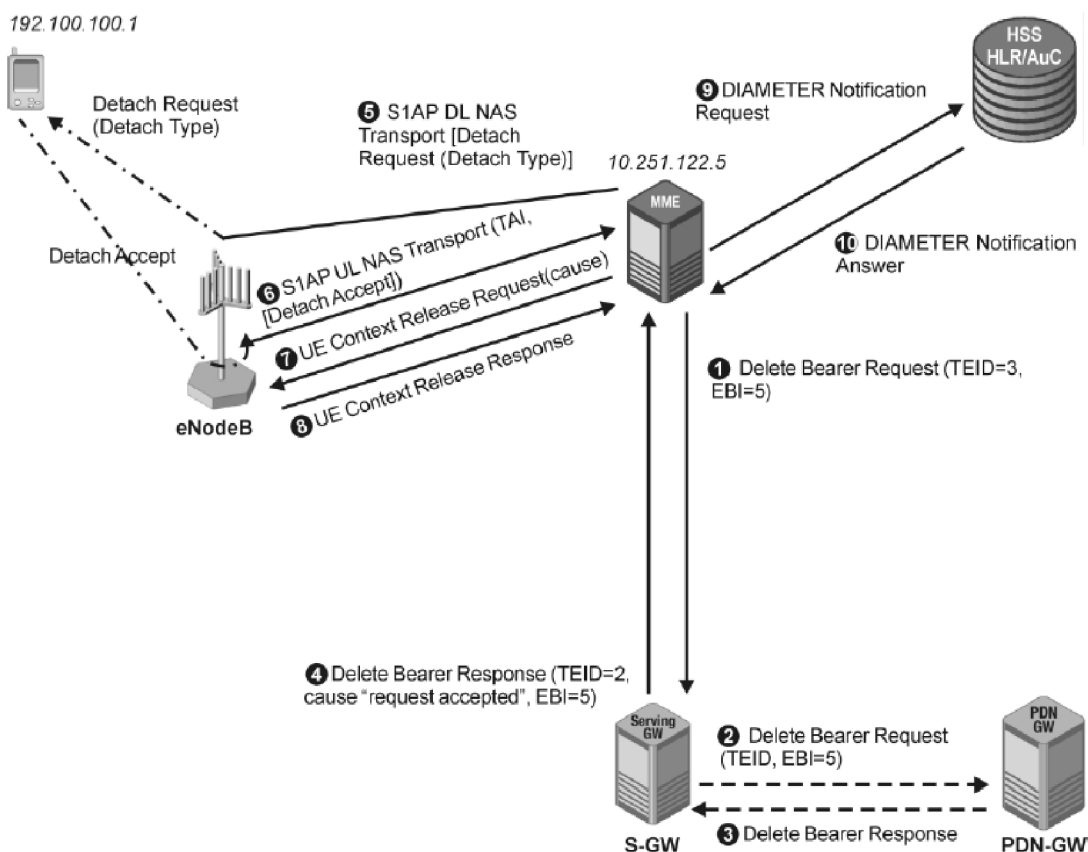 192.100.100.1
HSS
HLR/AuC
Detach Request
(Detach Type)
5 S1AP DL NAS
Transport [Detach
Request (Detach Type)]
9 DIAMETER Notification
Request
10.251.122.5
MME
Detach Accept
6 S1AP UL NAS Transport (TAI,
[Detach Accept])
10 DIAMETER Notification
Answer
7 UE Context Release Request(cause)
8 UE Context Release Response
eNodeB
1 Delete Bearer Request (TEID=3,
EBI=5)
4 Delete Bearer Response (TEID=2,
cause “request accepted”, EBI=5)
Serving
GW
PDN
GW
2 Delete Bearer Request
(TEID, EBI=5)
3 Delete Bearer Response
S-GW
PDN-GW